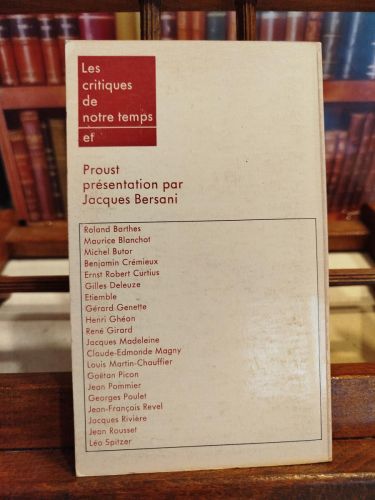 Les
critiques
de
notre temps
et
Proust
présentation par
Jacques Bersani
Roland Barthes
Maurice Blanchot
Michel Butor
Benjamin Crémieux
Ernst Robert Curtius
Gilles Deleuze
Etiemble
Gérard Genette
Henri Ghéon
René Girard
Jacques Madeleine
Claude-Edmonde Magny
Louis Martin-Chauffier
Gaëtan Picon
Jean Pommier
Georges Poulet
Jean-François Revel
Jacques Rivière
Jean Rousset
Léo Spitzer